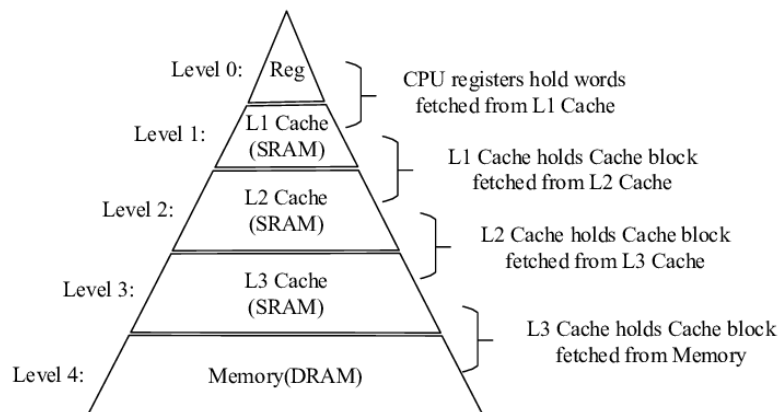 Level 0:
Reg
CPU registers hold words
fetched from L1 Cache
Level 1:
L1 Cache
(SRAM)
L1 Cache holds Cache block
fetched from L2 Cache
Level 2:
L2 Cache
(SRAM)
L2 Cache holds Cache block
fetched from L3 Cache
Level 3:
L3 Cache
(SRAM)
L3 Cache holds Cache block
fetched from Memory
Level 4:
Memory(DRAM)